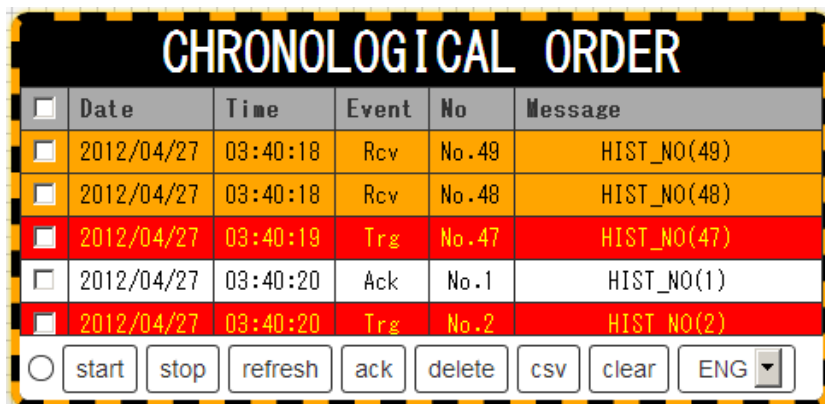 CHRONOLOGICAL ORDER
Date Time Event No Message
2012/04/27 03:40:18 Rcv No.49 HIST_NO(49)
2012/04/27 03:40:18 Rcv No.48 HIST_NO(48)
2012/04/27 03:40:19 Trg No.47 HIST_NO(47)
2012/04/27 03:40:20 Ack No.1 HIST_NO(1)
2012/04/27 03:40:20 Trg No.2 HIST_NO(2)
start stop refresh ack delete csv clear ENG